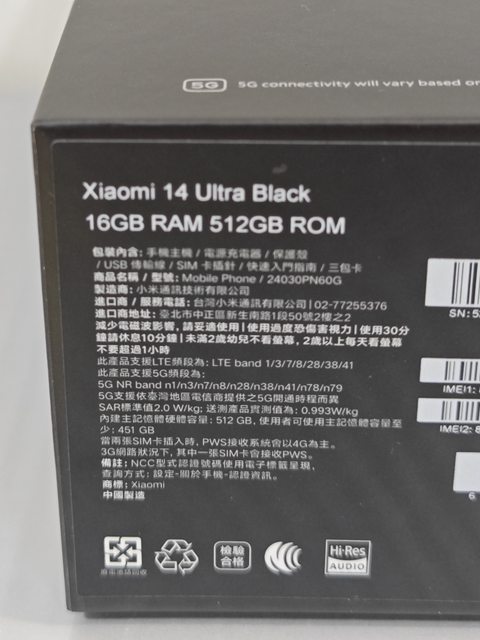 5G 5G connectivity will vary based
Xiaomi 14 Ultra Black
16GB RAM 512GB ROM
包裝內含: 手機主機 / 電源充電器 / 保護殼
/ USB 傳輸線 / SIM 卡插針 / 快速入門指南 / 三包卡
商品名稱 / 型號: Mobile Phone / 24030PN60G
製造商: 小米通訊技術有限公司
進口商 / 服務電話: 台灣小米通訊有限公司 | 02-77255376
進口商地址: 臺北市中正區新生南路1段50號2樓之2
減少電磁波影響, 請妥適使用 | 使用過度恐傷害視力 | 使用30分
鐘請休息10分鐘 | 未滿2歲幼兒不看螢幕, 2歲以上每天看螢幕
不要超過1小時
此產品支援LTE頻段為: LTE band 1/3/7/8/28/38/41
此產品支援5G頻段為:
5G NR band n1/n3/n7/n8/n28/n38/n41/n78/n79
5G支援依臺灣地區電信商提供之5G開通時程而異
SAR標準值2.0 W/kg; 送測產品實測值為: 0.993W/kg
內建主記憶體硬體容量: 512 GB, 使用者可使用主記憶體容量至
少: 451 GB
當兩張SIM卡插入時, PWS接收系統會以4G為主。
3G網路狀況下, 其中一張SIM卡會接收PWS。
備註: NCC型式認證號碼使用電子標籤呈現,
查詢方式: 設定-關於手機-認證資訊。
商標: Xiaomi
中國製造
SN:
IMEI1:
IMEI2:
6
廢電池請回收
檢驗
合格
Hi-Res
AUDIO